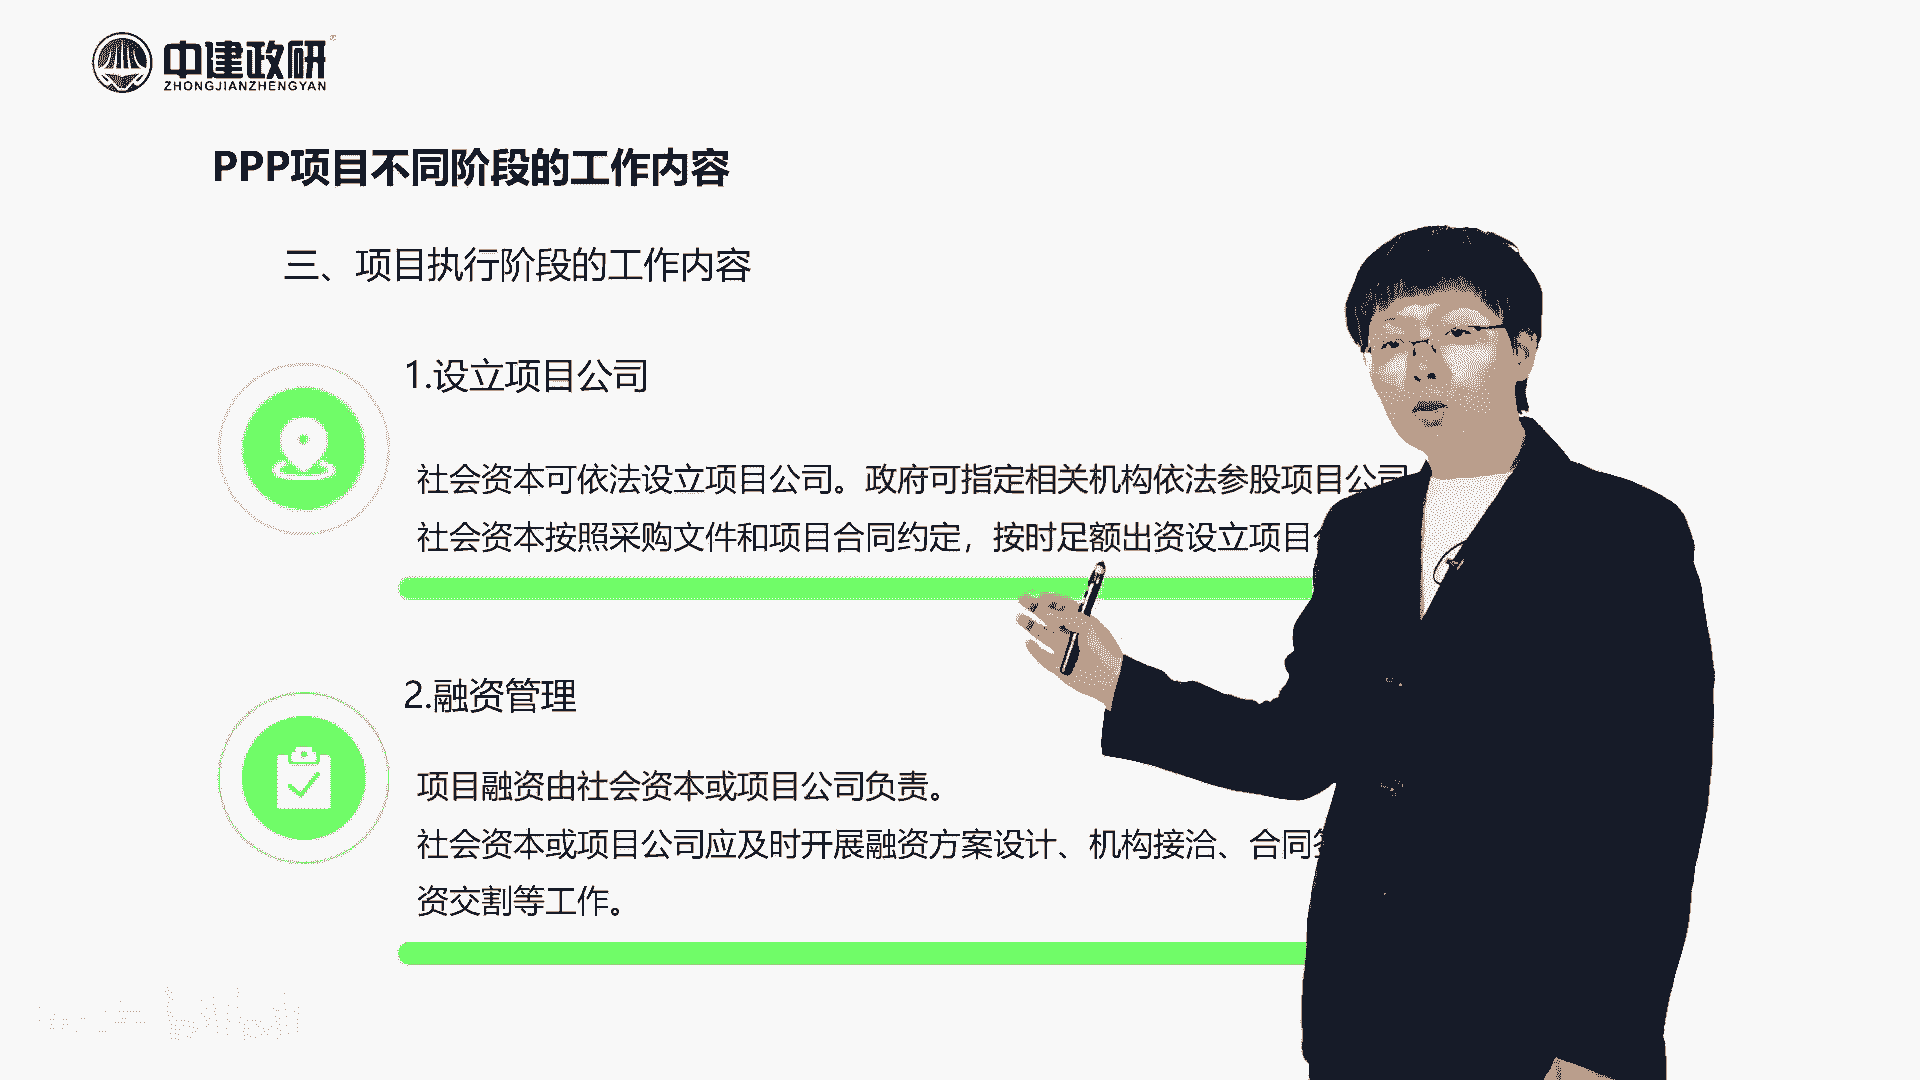 中建政研
ZHONGJIANZHENGYAN
PPP项目不同阶段的工作内容
三、项目执行阶段的工作内容
1.设立项目公司
社会资本可依法设立项目公司。政府可指定相关机构依法参股项目公司
社会资本按照采购文件和项目合同约定，按时足额出资设立项目
2.融资管理
项目融资由社会资本或项目公司负责。
社会资本或项目公司应及时开展融资方案设计、机构接洽、合同
资交割等工作。